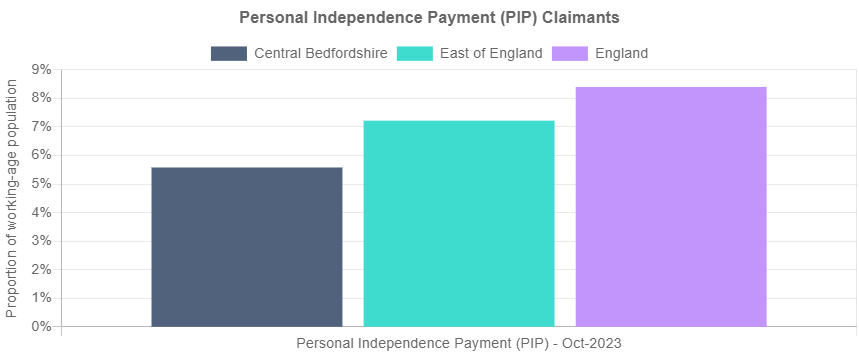 Personal Independence Payment (PIP) Claimants
Central Bedfordshire
East of England
England
Proportion of working-age population
9%
8%
7%
6%
5%
4%
3%
2%
1%
0%
Personal Independence Payment (PIP) - Oct-2023